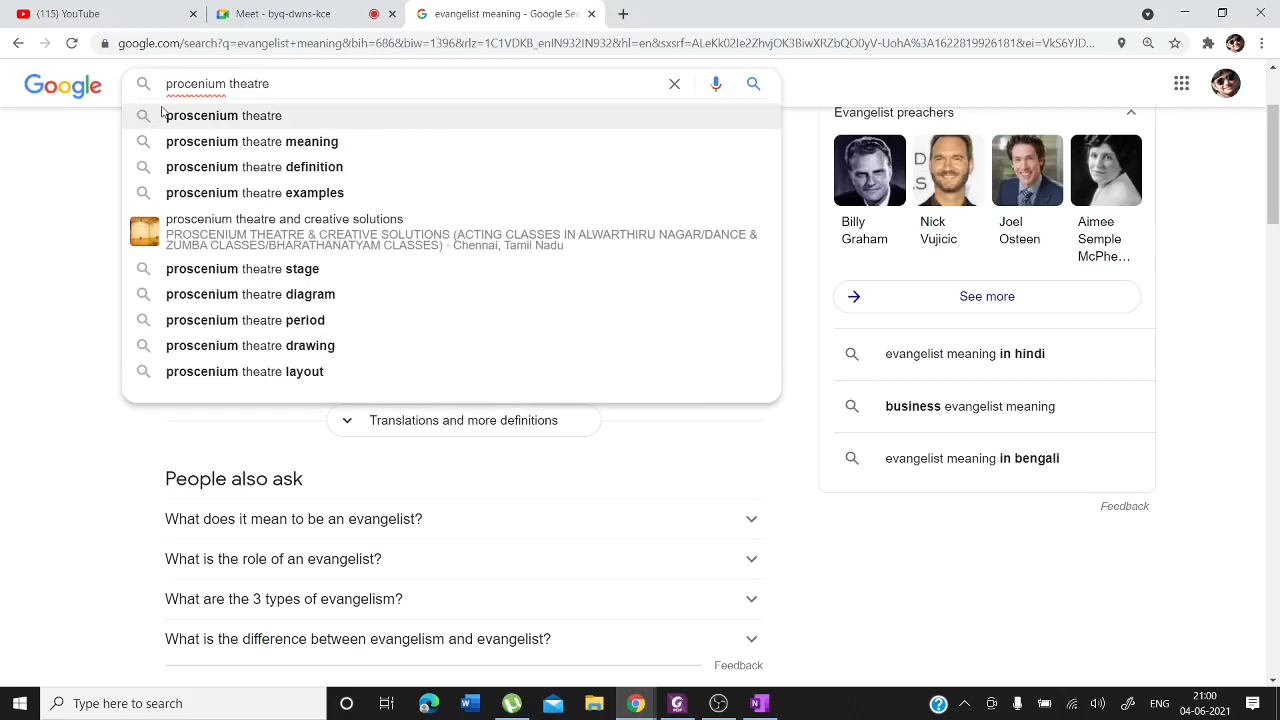 (115) YouTube
Meet - byq-dwns-kce
evangelist meaning - Google Sea
google.com/search?q=evangelist+meaning&bih=686&biw=1396&rlz=1C1VDKB_enIN932IN932&hl=en&sxsrf=ALeKk02Ie2ZhvjOK3BiwXRZbQO0yV-UohA%3A1622819926181&ei=VkS6YJD...
Google
procenium theatre
proscenium theatre
proscenium theatre meaning
proscenium theatre definition
proscenium theatre examples
proscenium theatre and creative solutions
PROSCENIUM THEATRE & CREATIVE SOLUTIONS (ACTING CLASSES IN ALWARTHIRU NAGAR/DANCE &
ZUMBA CLASSES/BHARATHANATYAM CLASSES) · Chennai, Tamil Nadu
proscenium theatre stage
proscenium theatre diagram
proscenium theatre period
proscenium theatre drawing
proscenium theatre layout
Translations and more definitions
People also ask
What does it mean to be an evangelist?
What is the role of an evangelist?
What are the 3 types of evangelism?
What is the difference between evangelism and evangelist?
Feedback
Evangelist preachers
Billy
Graham
Nick
Vujicic
Joel
Osteen
Aimee
Semple
McPhe...
See more
evangelist meaning in hindi
business evangelist meaning
evangelist meaning in bengali
Feedback
Type here to search
ENG
21:00
04-06-2021